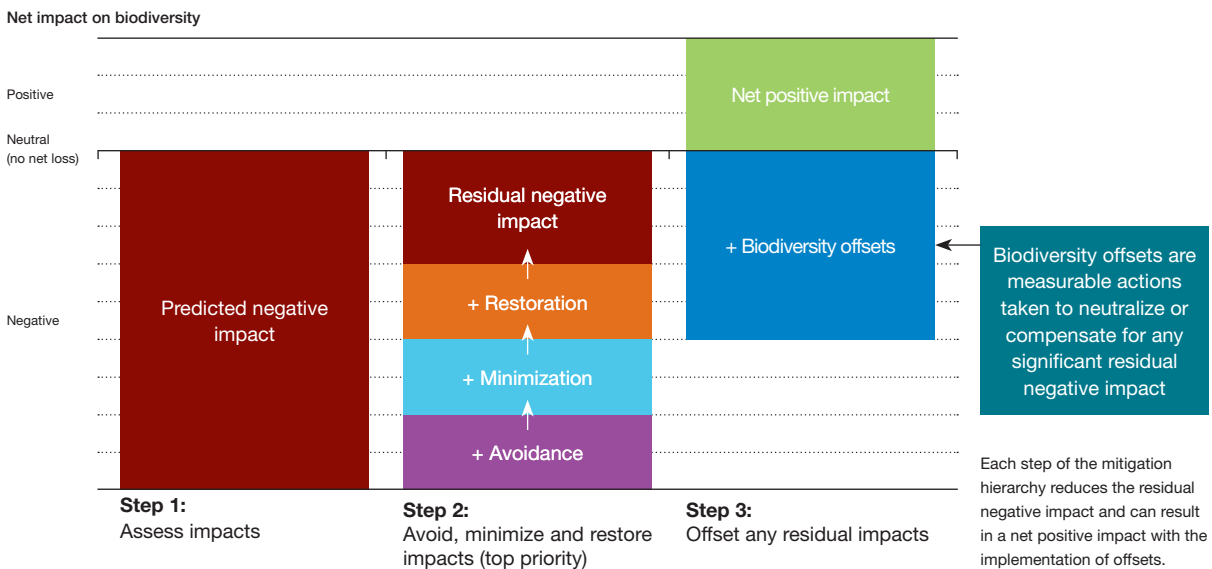 Net impact on biodiversity
Positive
Neutral
(no net loss)
Negative
Predicted negative
impact
Residual negative
impact
+ Restoration
+ Minimization
+ Avoidance
Net positive impact
+ Biodiversity offsets
Biodiversity offsets are
measurable actions
taken to neutralize or
compensate for any
significant residual
negative impact
Step 1:
Assess impacts
Step 2:
Avoid, minimize and restore
impacts (top priority)
Step 3:
Offset any residual impacts
Each step of the mitigation
hierarchy reduces the residual
negative impact and can result
in a net positive impact with the
implementation of offsets.